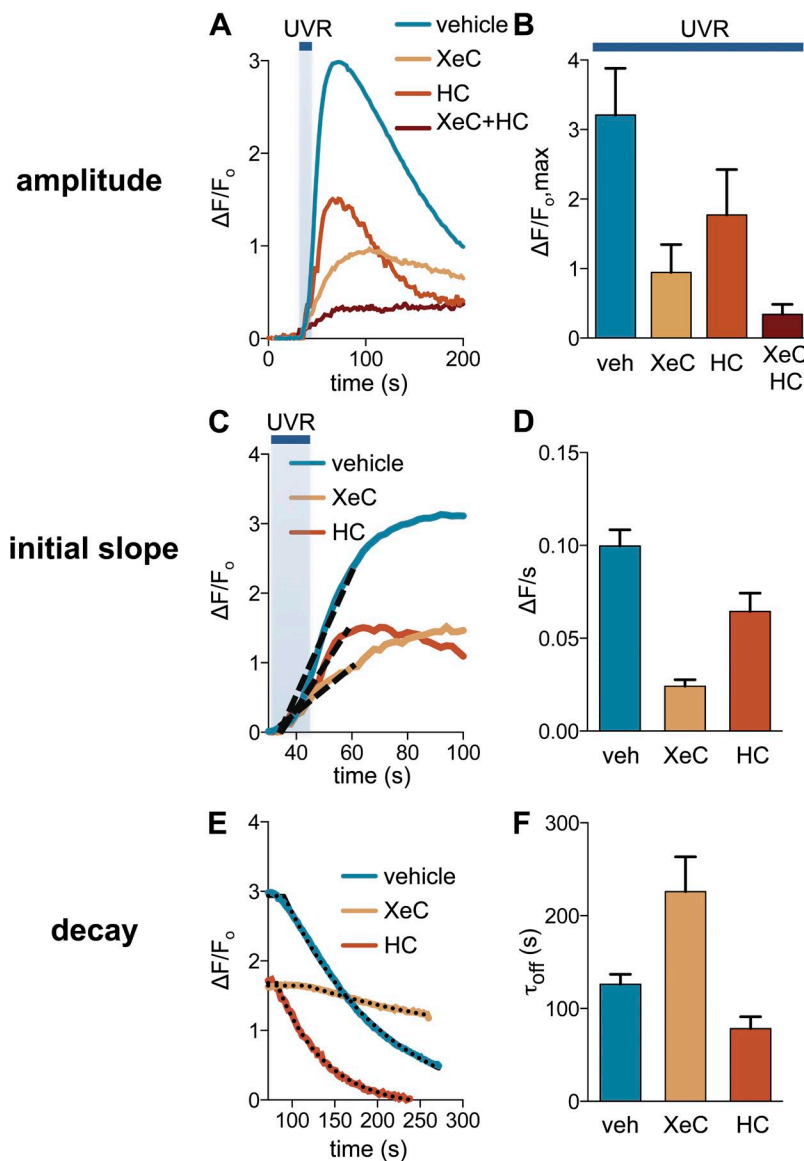 A
UVR
vehicle
XeC
HC
XeC+HC
3
2
1
0
ΔF/Fo
0
100
200
time (s)
B
UVR
4
3
2
1
0
ΔF/Fo,max
veh
XeC
HC
XeC
HC
amplitude
C
UVR
vehicle
XeC
HC
4
3
2
1
0
ΔF/Fo
40
60
80
100
time (s)
D
0.15
0.10
0.05
0.00
ΔF/s
veh
XeC
HC
initial slope
E
vehicle
XeC
HC
4
3
2
1
0
ΔF/Fo
100
150
200
250
300
time (s)
F
300
200
100
0
τoff (s)
veh
XeC
HC
decay